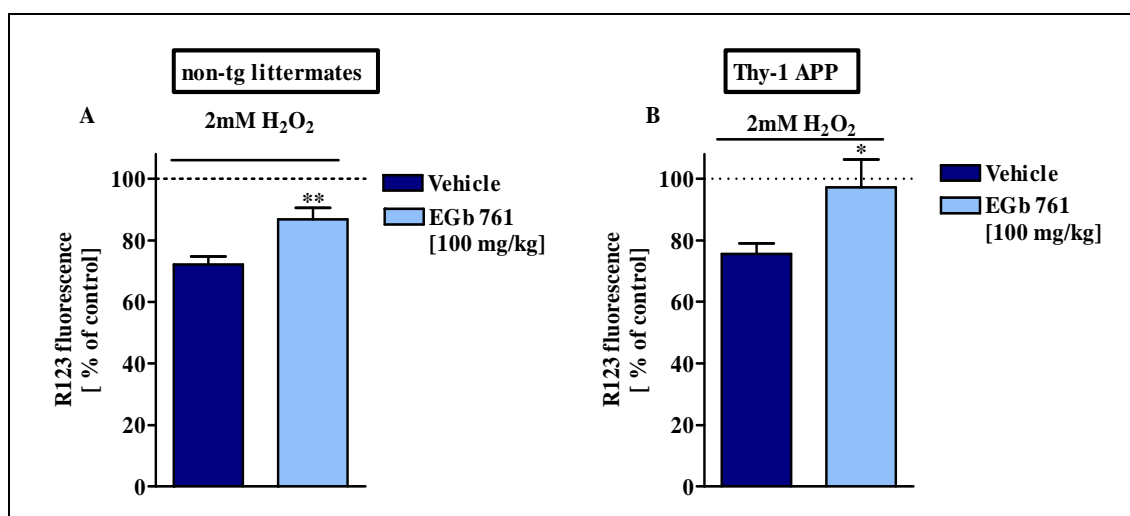 non-tg littermates
A
2mM H₂O₂
100
80
60
40
20
0
R123 fluorescence
[ % of control]
**
Vehicle
EGb 761
[100 mg/kg]
Thy-1 APP
B
2mM H₂O₂
100
80
60
40
20
0
R123 fluorescence
[ % of control]
*
Vehicle
EGb 761
[100 mg/kg]